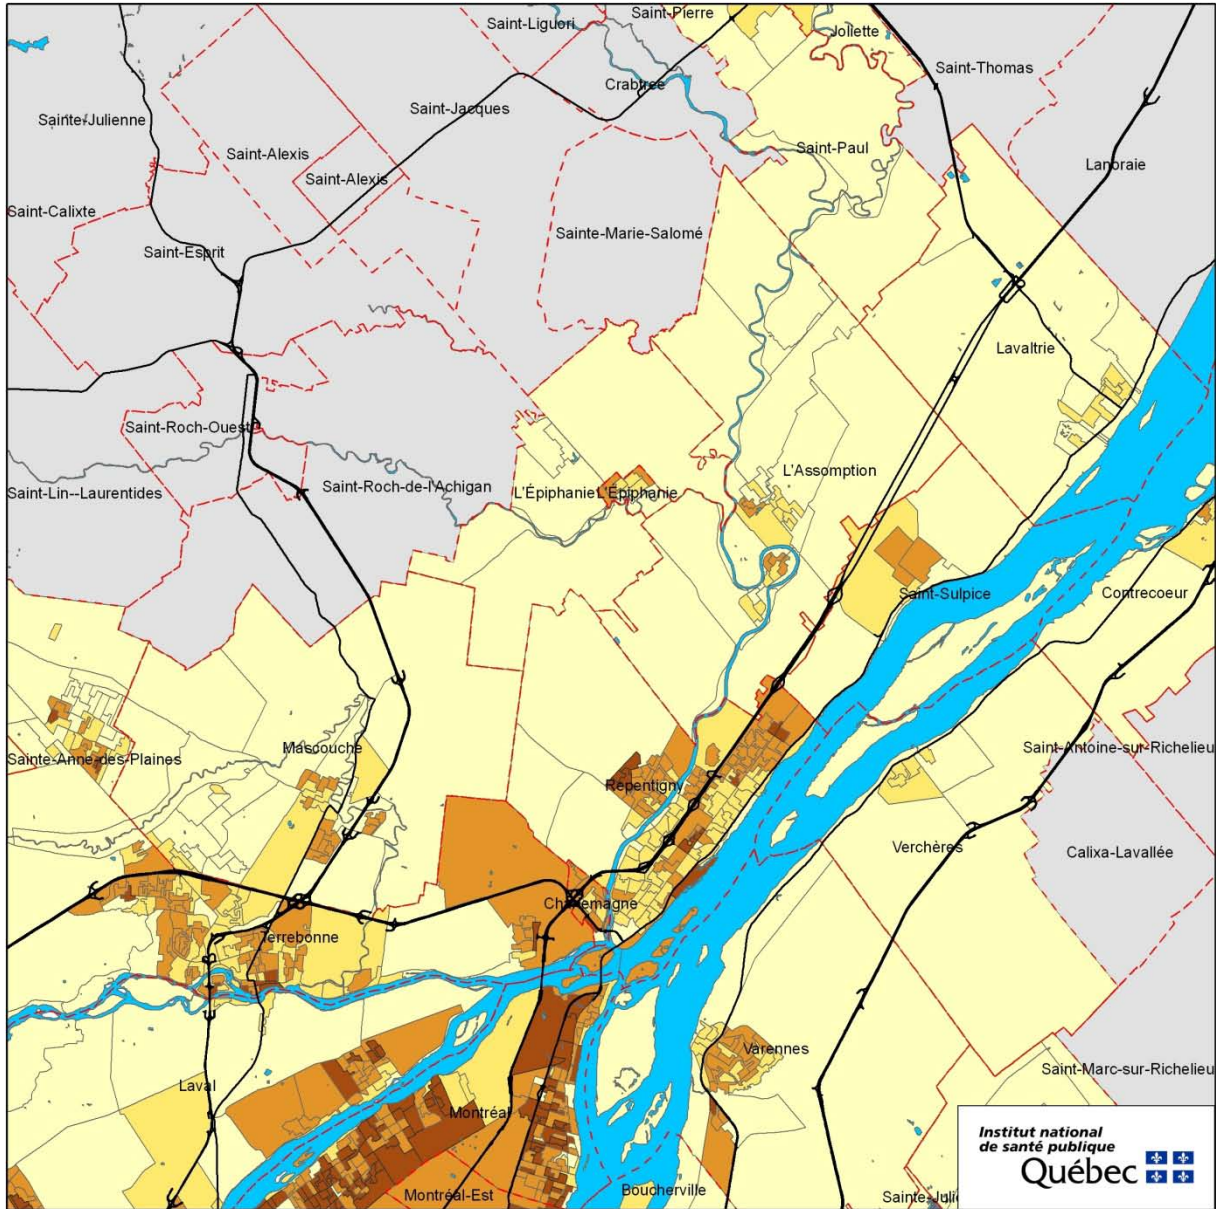 Saint-Pierre
Saint-Liguori
Joliette
Saint-Thomas
Crabtree
Saint-Jacques
Sainte-Julienne
Saint-Alexis
Saint-Paul
Lanoraie
Saint-Alexis
Saint-Calixte
Sainte-Marie-Salomé
Saint-Esprit
Lavaltrie
Saint-Roch-Ouest
L'Assomption
Saint-Roch-de-l'Achigan
Saint-Lin--Laurentides
L'Épiphanie
L'Épiphanie
Saint-Sulpice
Contrecoeur
Mascouche
Saint-Antoine-sur-Richelieu
Sainte-Anne-des-Plaines
Repentigny
Verchères
Calixa-Lavallée
Charlemagne
Terrebonne
Varennes
Saint-Marc-sur-Richelieu
Laval
Montréal
Institut national
de santé publique
Québec
Montréal-Est
Boucherville